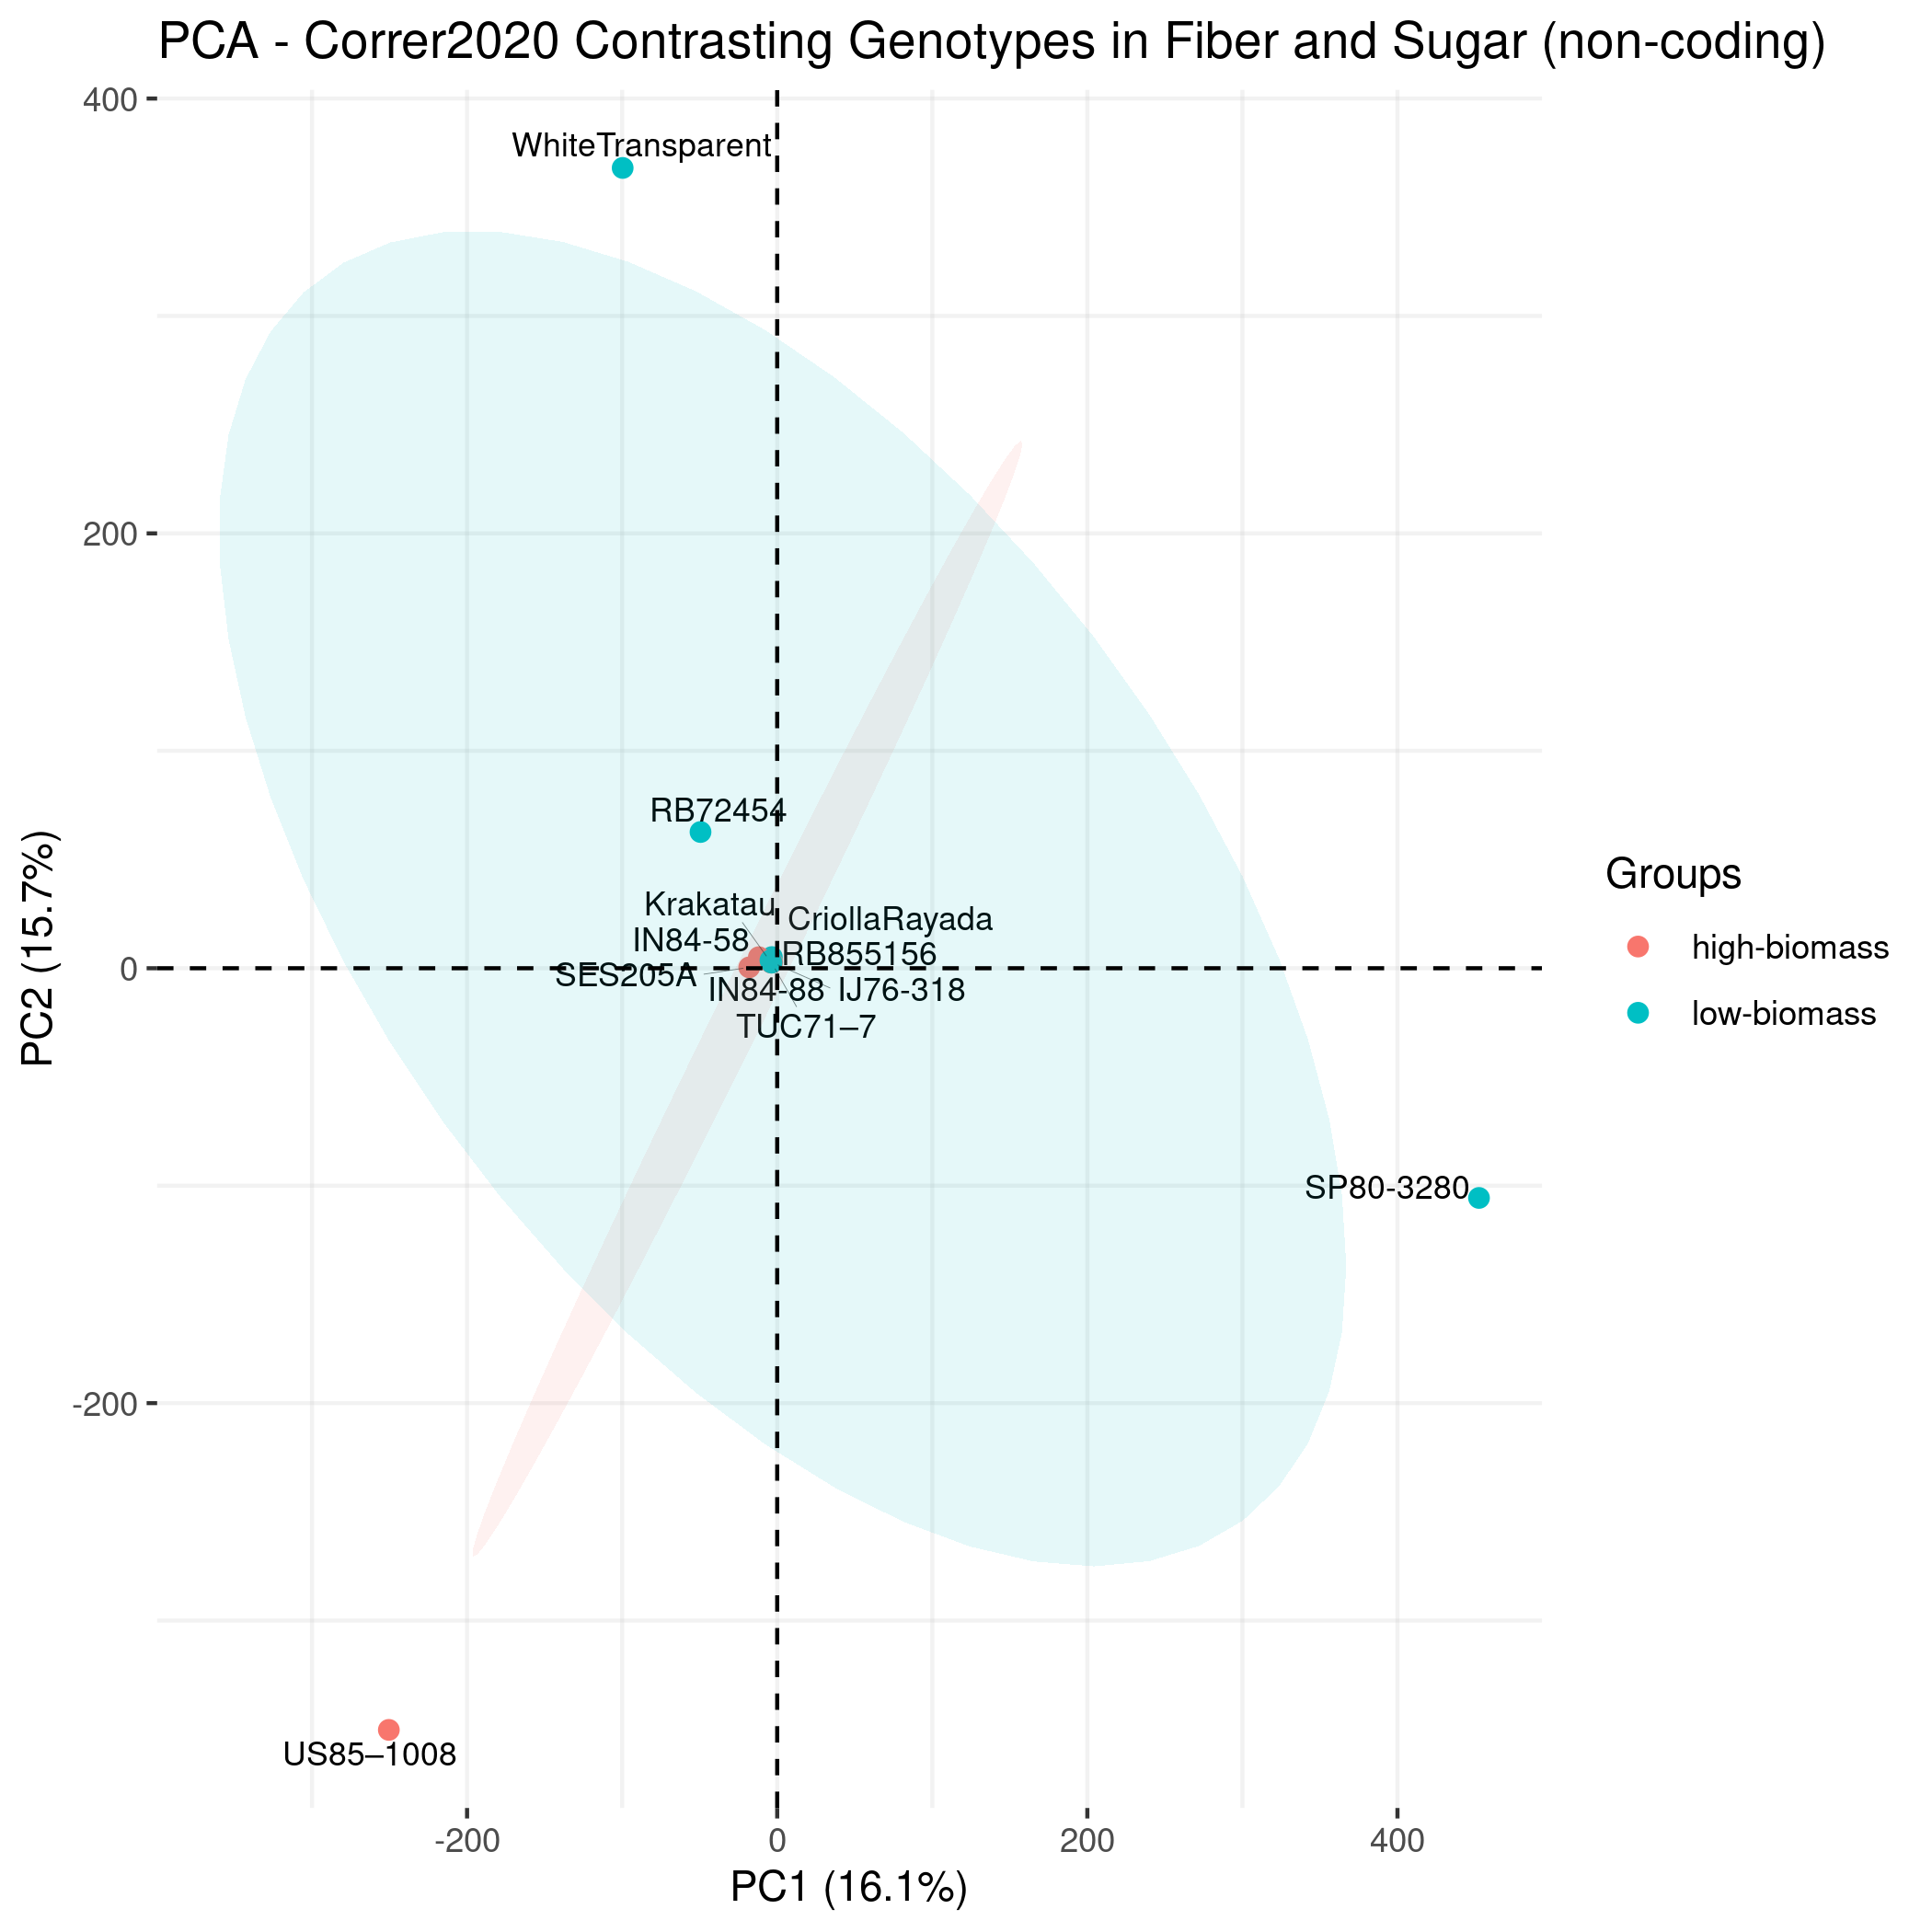 PCA - Correr2020 Contrasting Genotypes in Fiber and Sugar (non-coding)
400
WhiteTransparent
200
RB72454
Krakatau
CriollaRayada
IN84-58
RB855156
0
SES205A
IN84-88
IJ76-318
TUC71–7
SP80-3280
-200
US85–1008
-200
0
200
400
PC1 (16.1%)
PC2 (15.7%)
Groups
high-biomass
low-biomass